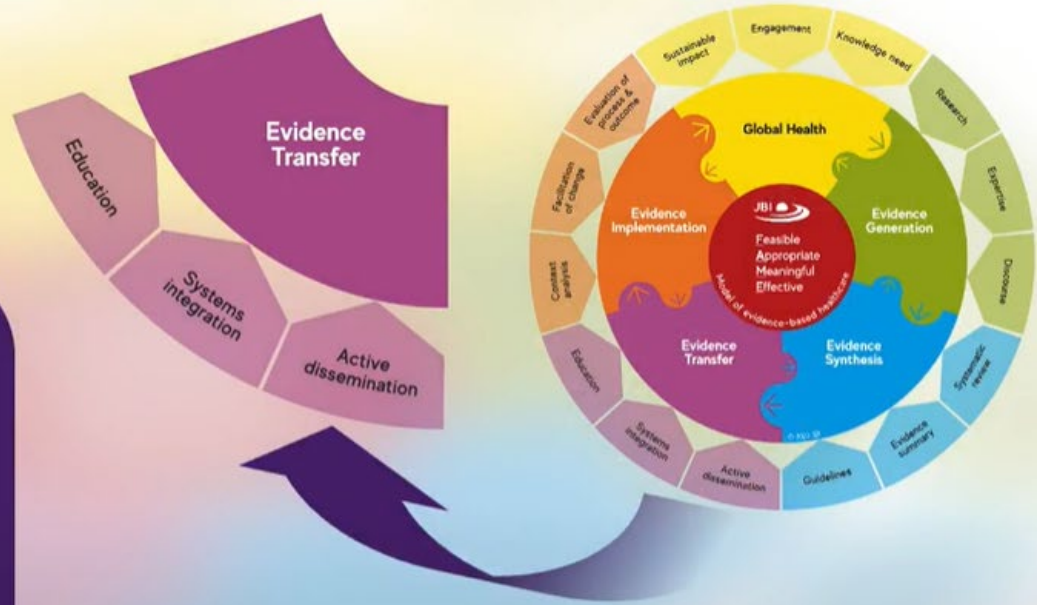 Evidence
Transfer
Education
Systems
integration
Active
dissemination
Engagement
Knowledge need
Research
Expertise
Discourse
Systematic
review
Evidence
summary
Guidelines
Active
dissemination
Systems
integration
Education
Context
analysis
Facilitation
of change
Evaluation of
process &
outcome
Sustainable
impact
Global Health
Evidence
Generation
Evidence
Synthesis
Evidence
Transfer
Evidence
Implementation
JBI
Feasible
Appropriate
Meaningful
Effective
Model of evidence-based healthcare